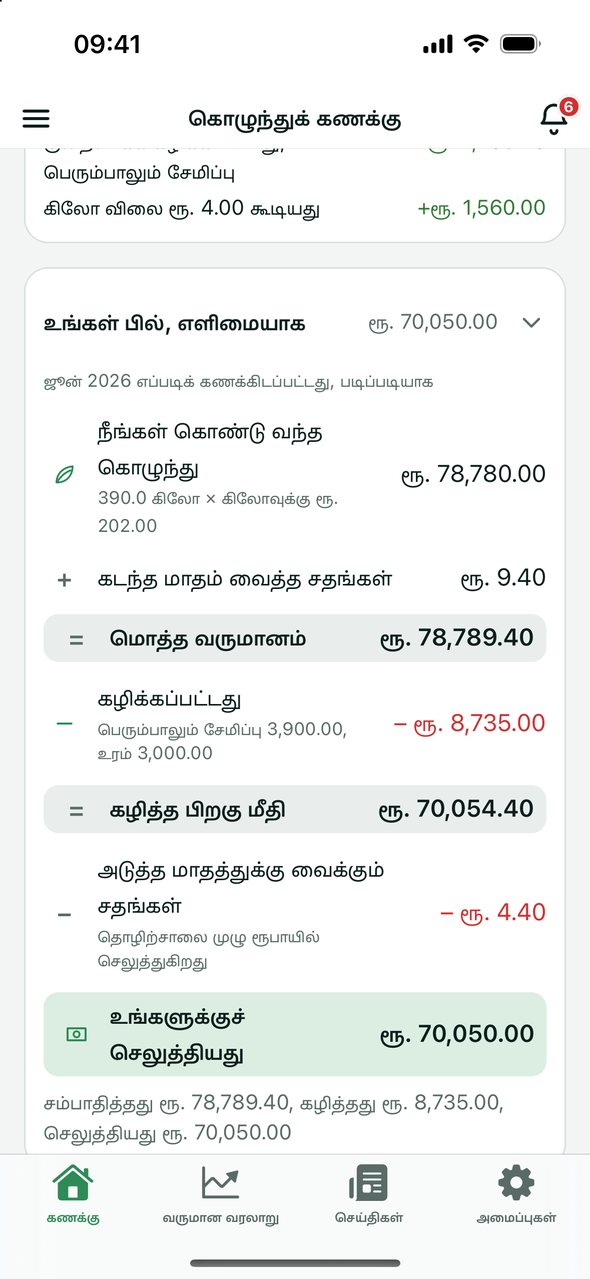 09:41
கொழுந்துக் கணக்கு
6
பெரும்பாலும் சேமிப்பு
கிலோ விலை ரூ. 4.00 கூடியது +ரூ. 1,560.00
உங்கள் பில், எளிமையாக ரூ. 70,050.00
ஜூன் 2026 எப்படிக் கணக்கிடப்பட்டது, படிப்படியாக
நீங்கள் கொண்டு வந்த
கொழுந்து
ரூ. 78,780.00
390.0 கிலோ × கிலோவுக்கு ரூ.
202.00
+ கடந்த மாதம் வைத்த சதங்கள் ரூ. 9.40
= மொத்த வருமானம் ரூ. 78,789.40
கழிக்கப்பட்டது
– பெரும்பாலும் சேமிப்பு 3,900.00, – ரூ. 8,735.00
உரம் 3,000.00
= கழித்த பிறகு மீதி ரூ. 70,054.40
அடுத்த மாதத்துக்கு வைக்கும்
– சதங்கள் – ரூ. 4.40
தொழிற்சாலை முழு ரூபாயில்
செலுத்துகிறது
உங்களுக்குச்
செலுத்தியது
ரூ. 70,050.00
சம்பாதித்தது ரூ. 78,789.40, கழித்தது ரூ. 8,735.00,
செலுத்தியது ரூ. 70,050.00
கணக்கு வருமான வரலாறு செய்திகள் அமைப்புகள்